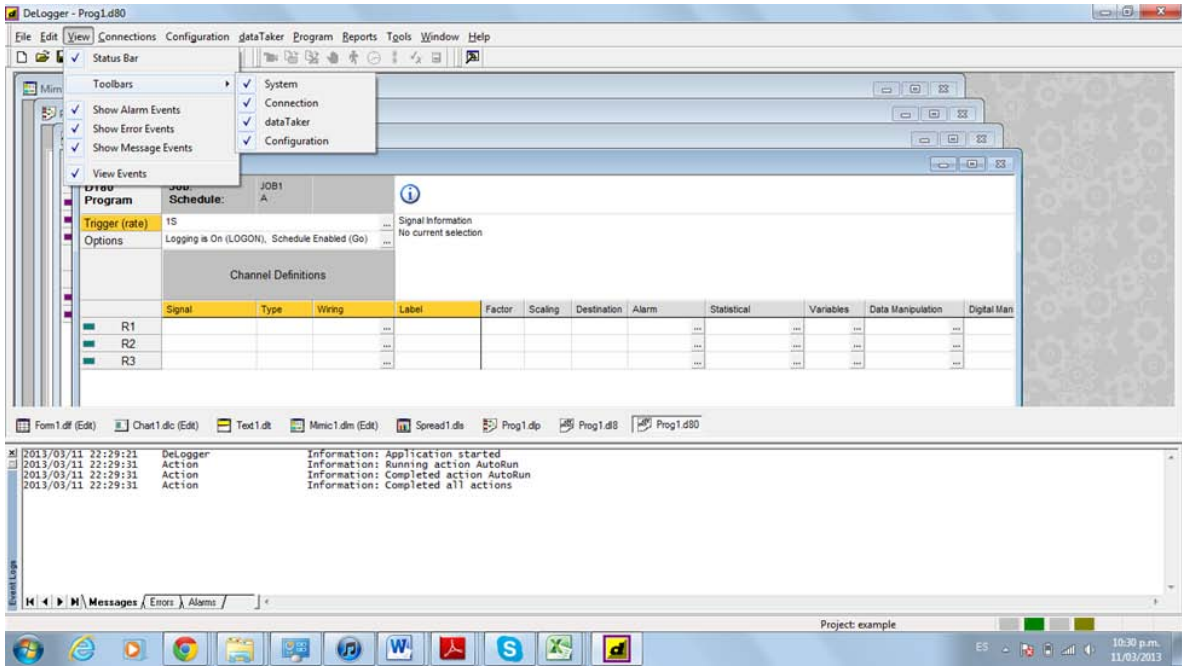 DeLogger - Prog1.d80
File Edit View Connections Configuration dataTaker Program Reports Tools Window Help
Status Bar
Toolbars
Show Alarm Events
Show Error Events
Show Message Events
View Events
System
Connection
dataTaker
Configuration
Mim
Program
Schedule:
JOB1
A
Trigger (rate) 1S ...
Options Logging is On (LOGON), Schedule Enabled (Go) ...
Signal Information
No current selection
Channel Definitions
Signal Type Wiring Label Factor Scaling Destination Alarm Statistical Variables Data Manipulation Digital Man
R1 ... ... ... ... ...
R2 ... ... ... ... ...
R3 ... ... ... ... ...
Form1.dlf (Edit) Chart1.dlc (Edit) Text1.dlt Mimic1.dlm (Edit) Spread1.dls Prog1.dlp Prog1.dl8 Prog1.d80
2013/03/11 22:29:21 DeLogger Information: Application started
2013/03/11 22:29:31 Action Information: Running action AutoRun
2013/03/11 22:29:31 Action Information: Completed action AutoRun
2013/03/11 22:29:31 Action Information: Completed all actions
Event Logs
Messages Errors Alarms
Project: example
ES
10:30 p.m.
11/03/2013